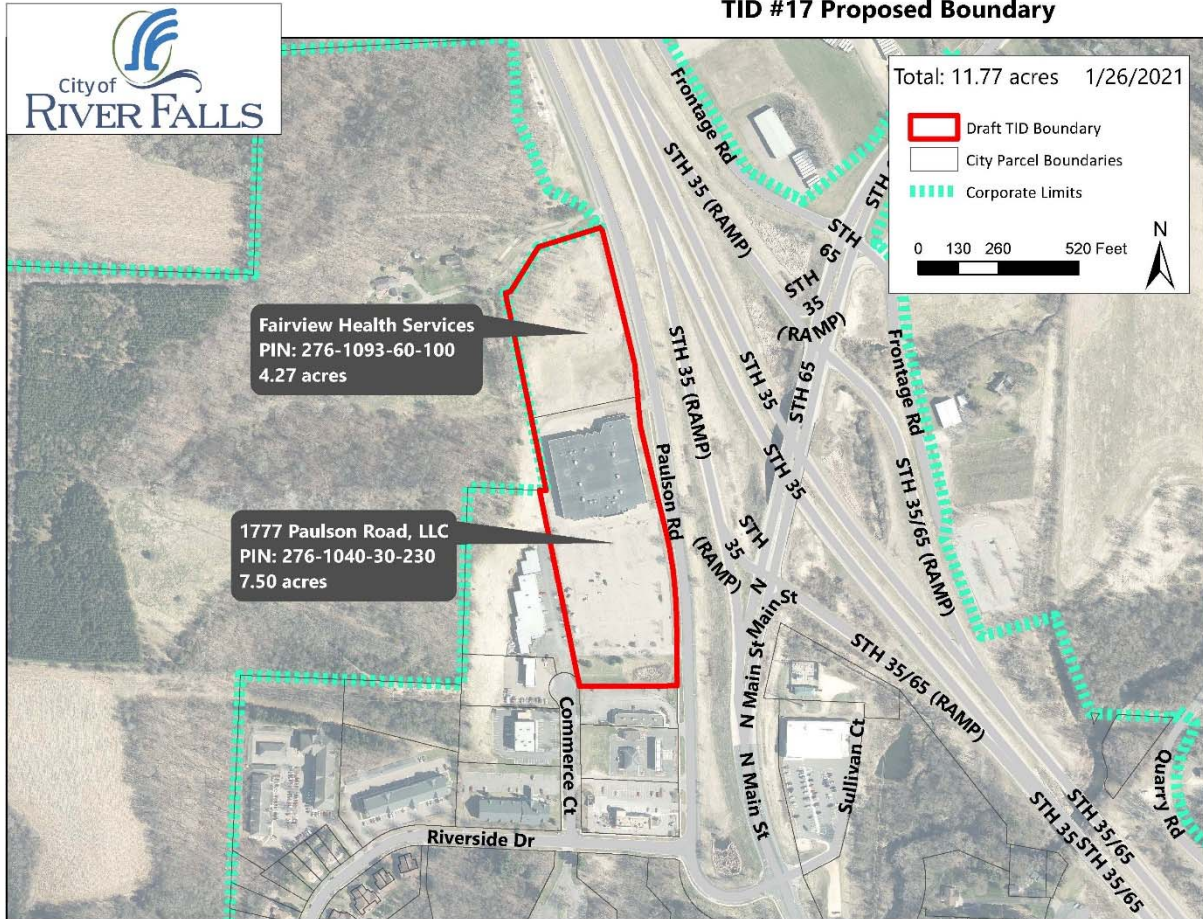 TID #17 Proposed Boundary
City of
RIVER FALLS
Total: 11.77 acres 1/26/2021
Draft TID Boundary
City Parcel Boundaries
Corporate Limits
N
0 130 260 520 Feet
Frontage Rd
STH 35 (RAMP)
STH 65
STH 65
STH 35 (RAMP)
Fairview Health Services
PIN: 276-1093-60-100
4.27 acres
STH 35 (RAMP)
STH 35
STH 65
Frontage Rd
STH 35
Paulson Rd
STH 35/65 (RAMP)
1777 Paulson Road, LLC
PIN: 276-1040-30-230
7.50 acres
STH 35 (RAMP)
N Main St
N Main St
STH 35/65 (RAMP)
Commerce Ct
N Main St
Sullivan Ct
Quarry Rd
Riverside Dr
STH 35/65
STH 35
STH 35/65